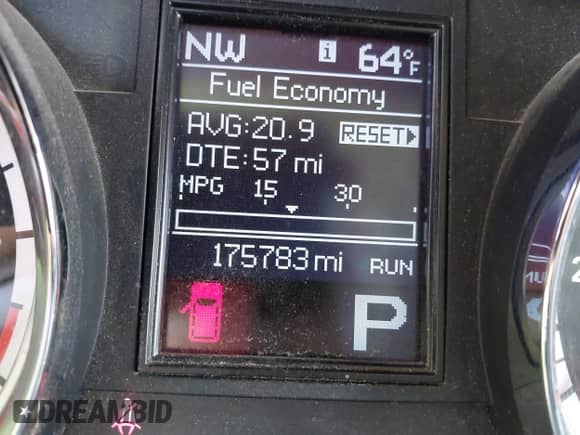 NW i 64°F
Fuel Economy
AVG:20.9 RESET
DTE:57 mi
MPG 15 30
175783 mi RUN
P
DREAMBID